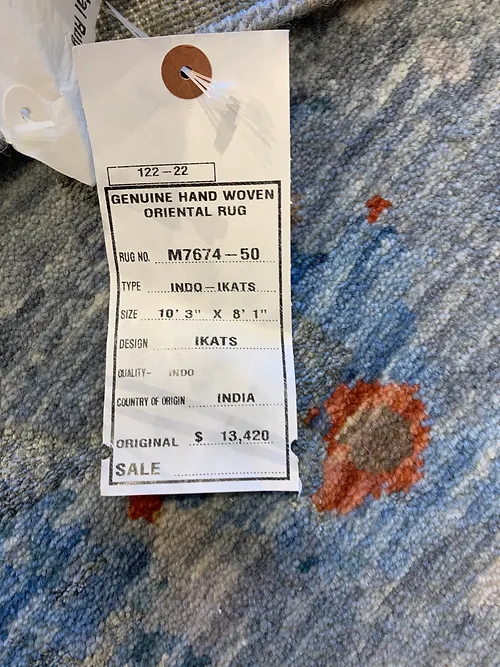 122-22
GENUINE HAND WOVEN
ORIENTAL RUG
RUG NO. M7674-50
TYPE INDO-IKATS
SIZE 10' 3" X 8' 1"
DESIGN IKATS
QUALITY- INDO
COUNTRY OF ORIGIN INDIA
ORIGINAL $ 13,420
SALE